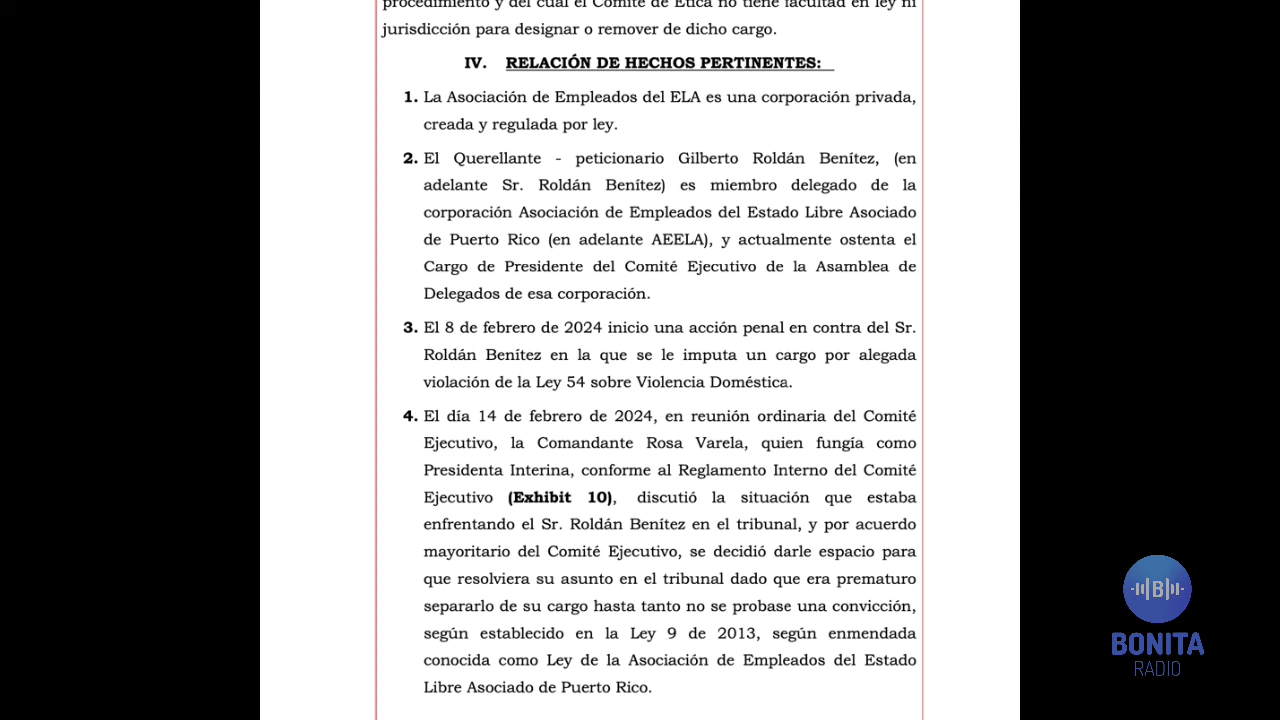 procedimiento y del cual el Comité de Ética no tiene facultad en ley ni
jurisdicción para designar o remover de dicho cargo.
IV. RELACIÓN DE HECHOS PERTINENTES:
1. La Asociación de Empleados del ELA es una corporación privada,
creada y regulada por ley.
2. El Querellante - peticionario Gilberto Roldán Benítez, (en
adelante Sr. Roldán Benítez) es miembro delegado de la
corporación Asociación de Empleados del Estado Libre Asociado
de Puerto Rico (en adelante AEELA), y actualmente ostenta el
Cargo de Presidente del Comité Ejecutivo de la Asamblea de
Delegados de esa corporación.
3. El 8 de febrero de 2024 inicio una acción penal en contra del Sr.
Roldán Benítez en la que se le imputa un cargo por alegada
violación de la Ley 54 sobre Violencia Doméstica.
4. El día 14 de febrero de 2024, en reunión ordinaria del Comité
Ejecutivo, la Comandante Rosa Varela, quien fungía como
Presidenta Interina, conforme al Reglamento Interno del Comité
Ejecutivo (Exhibit 10), discutió la situación que estaba
enfrentando el Sr. Roldán Benítez en el tribunal, y por acuerdo
mayoritario del Comité Ejecutivo, se decidió darle espacio para
que resolviera su asunto en el tribunal dado que era prematuro
separarlo de su cargo hasta tanto no se probase una convicción,
según establecido en la Ley 9 de 2013, según enmendada
conocida como Ley de la Asociación de Empleados del Estado
Libre Asociado de Puerto Rico.
B
BONITA
RADIO